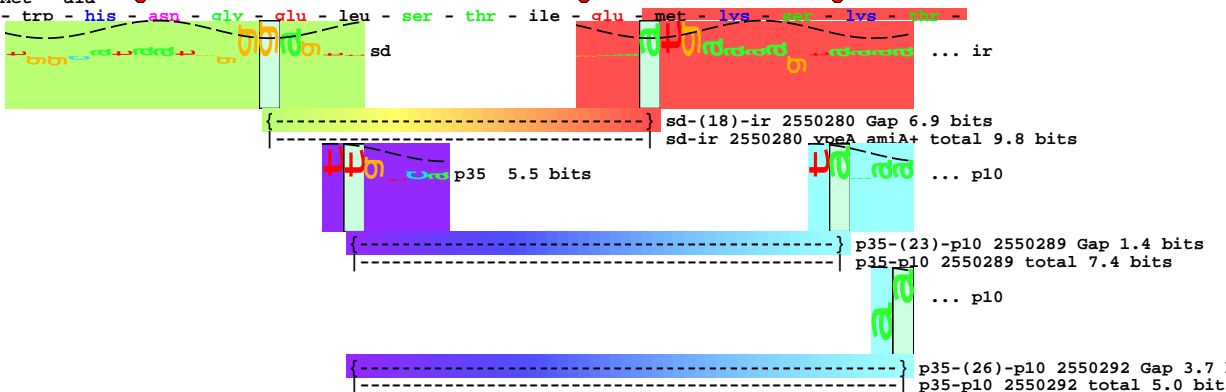 - trp - his - asn - gly - glu - leu - ser - thr - ile - glu - met - lys - ser - lys - thr -
sd
... ir
{------------------------------------} sd-(18)-ir 2550280 Gap 6.9 bits
|------------------------------------| sd-ir 2550280 ypeA amiA+ total 9.8 bits
p35 5.5 bits
... p10
{----------------------------------------------} p35-(23)-p10 2550289 Gap 1.4 bits
|----------------------------------------------| p35-p10 2550289 total 7.4 bits
... p10
{----------------------------------------------------} p35-(26)-p10 2550292 Gap 3.7
|----------------------------------------------------| p35-p10 2550292 total 5.0 bit